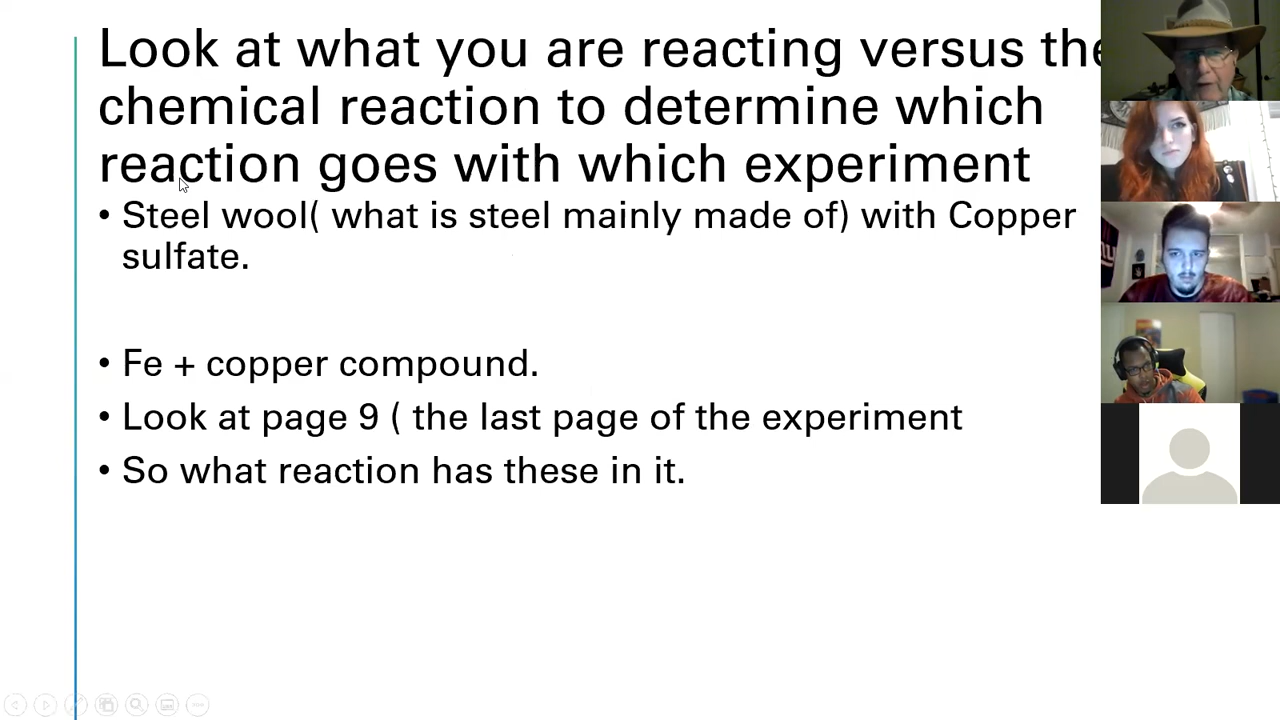 Look at what you are reacting versus the
chemical reaction to determine which
reaction goes with which experiment
• Steel wool( what is steel mainly made of) with Copper
sulfate.
• Fe + copper compound.
• Look at page 9 ( the last page of the experiment
• So what reaction has these in it.